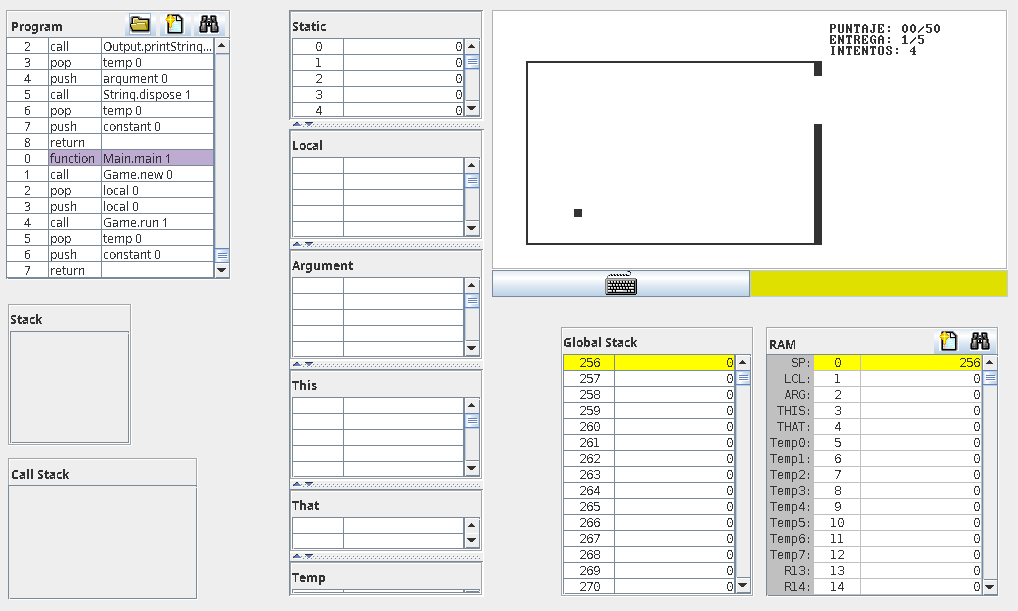 Program
2 call Output.printString...
3 pop temp 0
4 push argument 0
5 call String.dispose 1
6 pop temp 0
7 push constant 0
8 return
0 function Main.main 1
1 call Game.new 0
2 pop local 0
3 push local 0
4 call Game.run 1
5 pop temp 0
6 push constant 0
7 return
Stack
Call Stack
Static
0 0
1 0
2 0
3 0
4 0
Local
Argument
This
That
Temp
PUNTAJE: 00/50
ENTREGA: 1/5
INTENTOS: 4
Global Stack
256 0
257 0
258 0
259 0
260 0
261 0
262 0
263 0
264 0
265 0
266 0
267 0
268 0
269 0
270 0
RAM
SP: 0 256
LCL: 1 0
ARG: 2 0
THIS: 3 0
THAT: 4 0
Temp0: 5 0
Temp1: 6 0
Temp2: 7 0
Temp3: 8 0
Temp4: 9 0
Temp5: 10 0
Temp6: 11 0
Temp7: 12 0
R13: 13 0
R14: 14 0